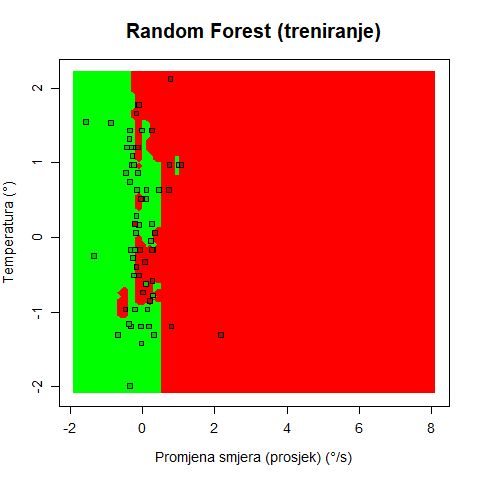 Random Forest (treniranje)
Temperatura (°)
2
1
0
-1
-2
-2 0 2 4 6 8
Promjena smjera (prosjek) (°/s)